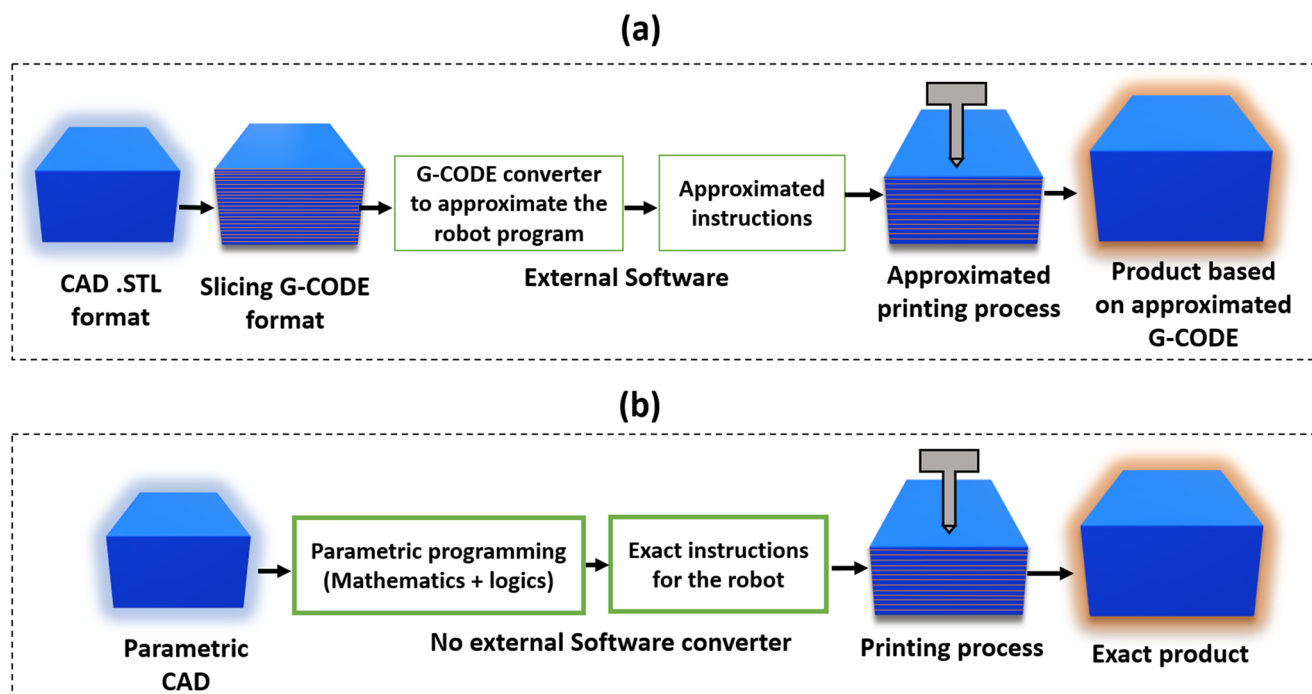 (a)
CAD .STL
format
Slicing G-CODE
format
G-CODE converter
to approximate the
robot program
Approximated
instructions
External Software
Approximated
printing process
Product based
on approximated
G-CODE
(b)
Parametric
CAD
Parametric programming
(Mathematics + logics)
Exact instructions
for the robot
No external Software converter
Printing process
Exact product